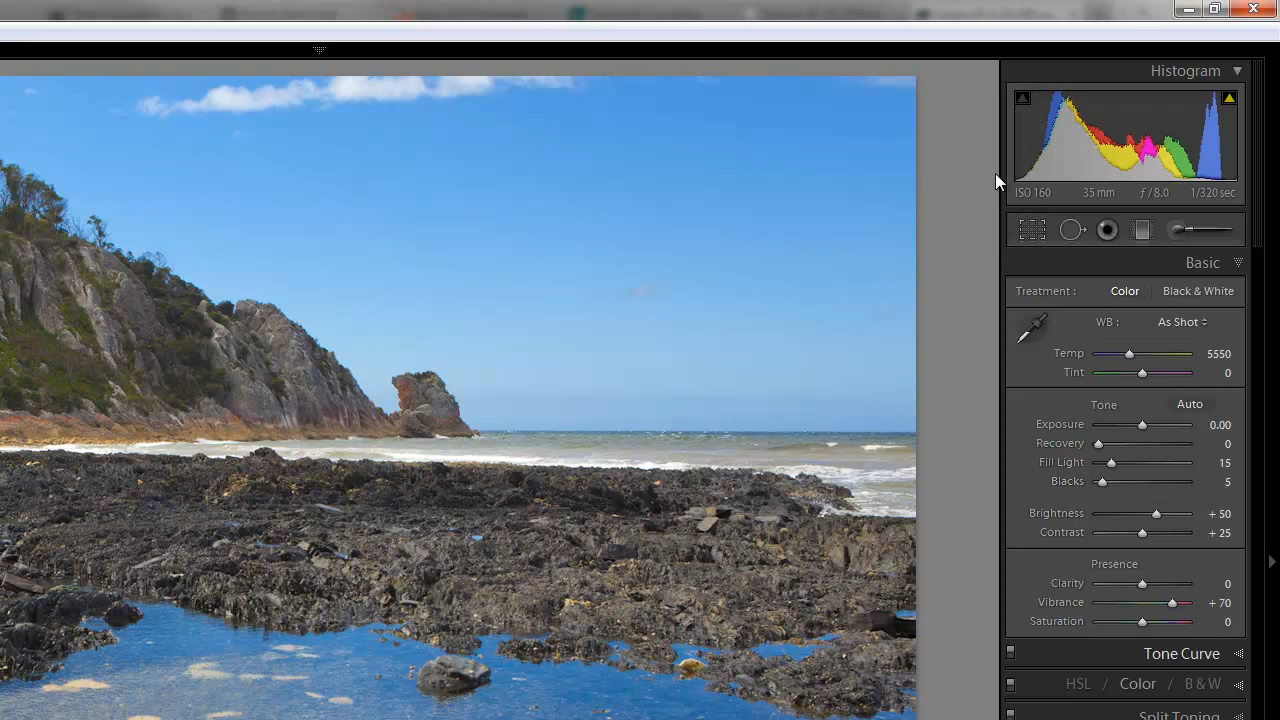 Histogram
ISO 160 35 mm ƒ / 8.0 1/320 sec
Basic
Treatment : Color Black & White
WB : As Shot
Temp 5550
Tint 0
Tone Auto
Exposure 0.00
Recovery 0
Fill Light 15
Blacks 5
Brightness + 50
Contrast + 25
Presence
Clarity 0
Vibrance + 70
Saturation 0
Tone Curve
HSL / Color / B & W
Split Toning